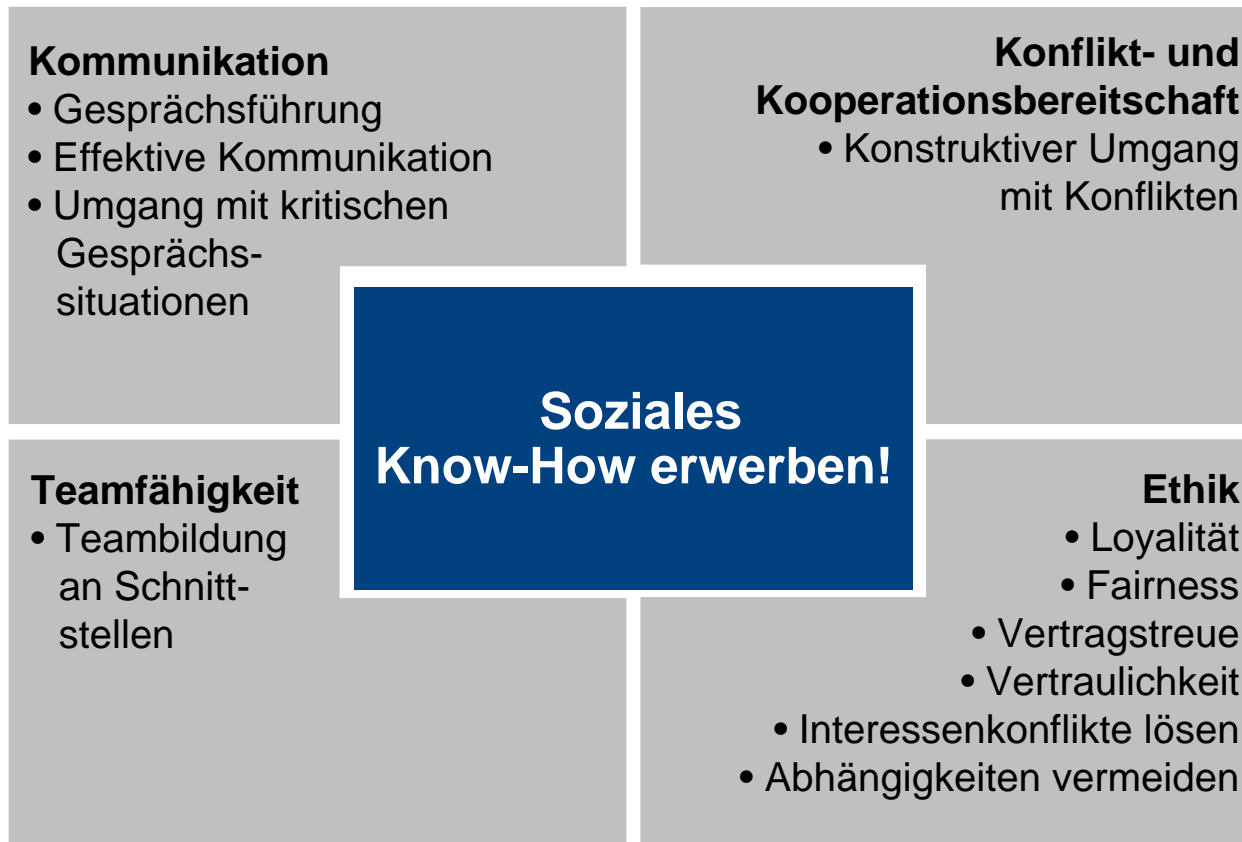 Kommunikation
• Gesprächsführung
• Effektive Kommunikation
• Umgang mit kritischen
Gesprächs-
situationen
Konflikt- und
Kooperationsbereitschaft
• Konstruktiver Umgang
mit Konflikten
Soziales
Know-How erwerben!
Teamfähigkeit
• Teambildung
an Schnitt-
stellen
Ethik
• Loyalität
• Fairness
• Vertragstreue
• Vertraulichkeit
• Interessenkonflikte lösen
• Abhängigkeiten vermeiden